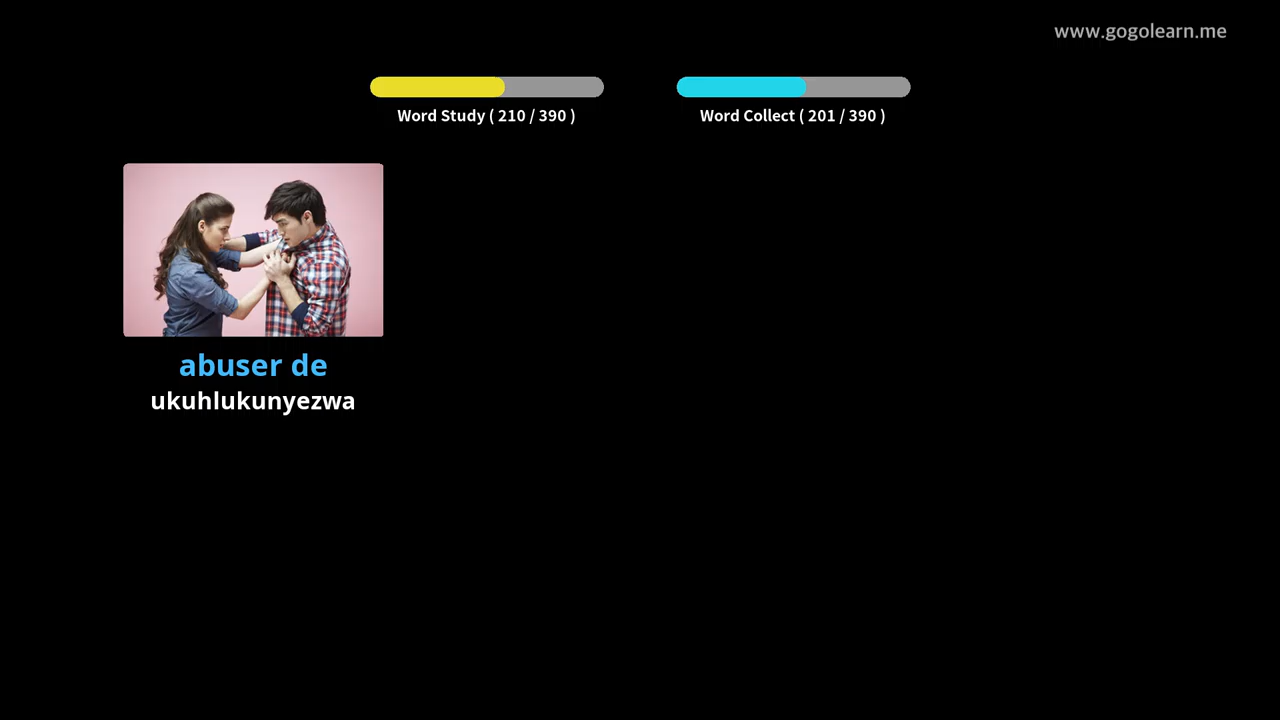 www.gogolearn.me
Word Study ( 210 / 390 )
Word Collect ( 201 / 390 )
abuser de
ukuhlukunyezwa